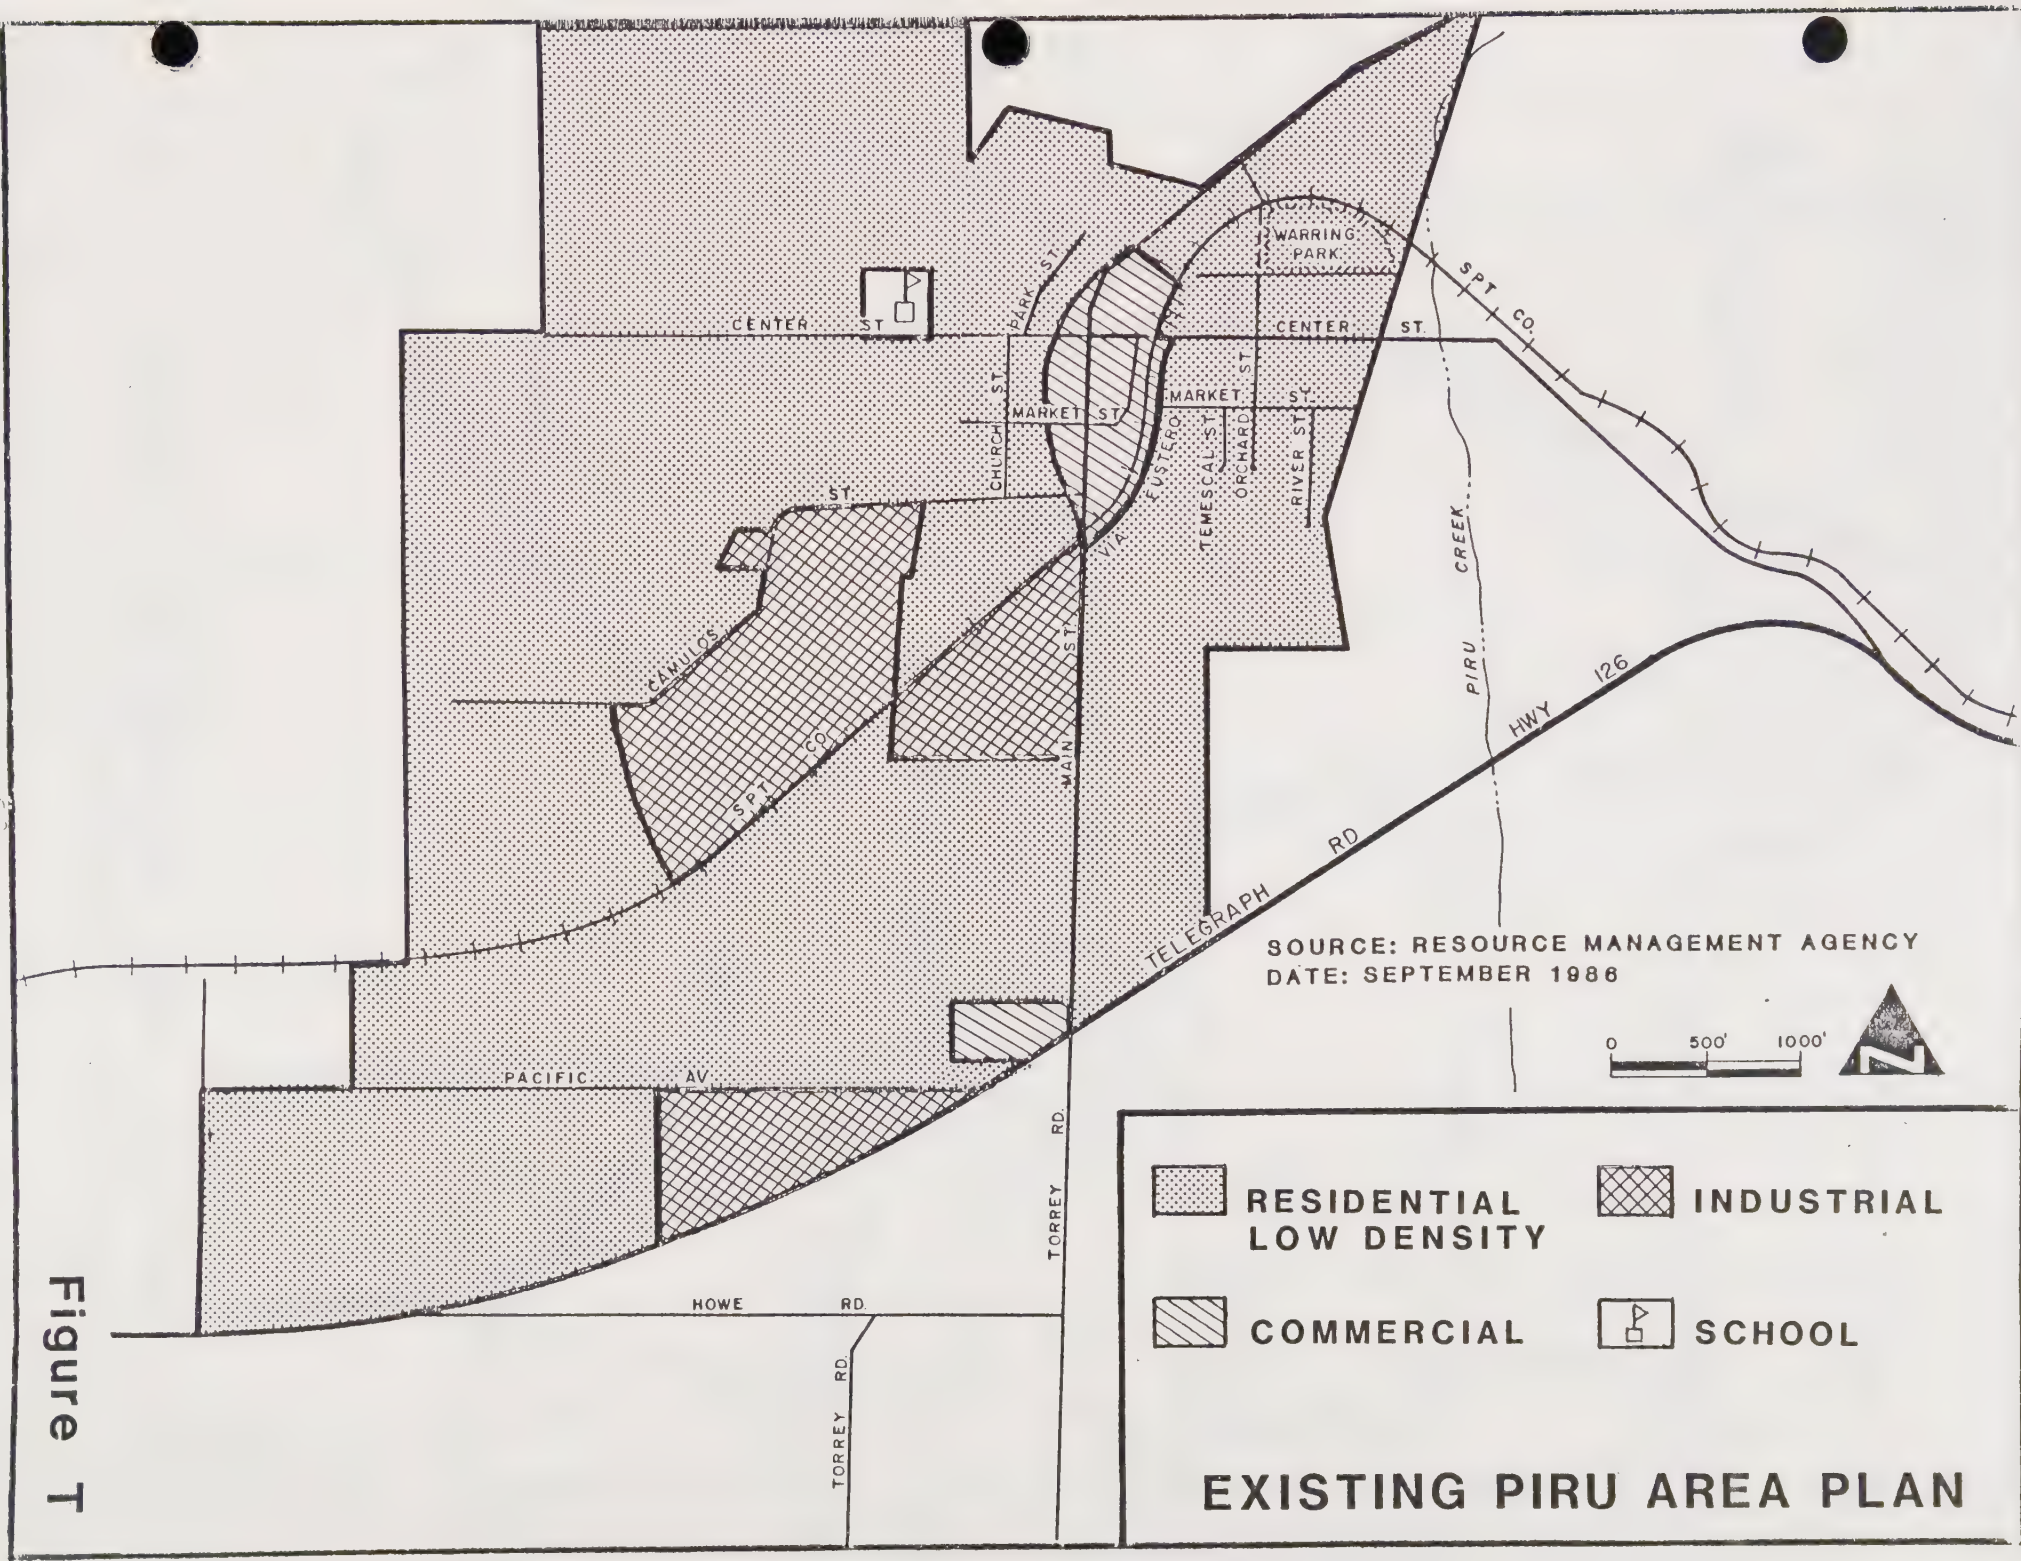 WARRING
PARK
SPT CO.
PARK ST.
CENTER ST
CENTER ST.
MARKET ST.
MARKET ST.
CHURCH ST.
VIA FUSTERO
TEMESCAL ST.
ORCHARD ST.
RIVER ST.
CAMULOS ST.
SPT CO.
MAIN ST.
PIRU CREEK
HWY 126
TELEGRAPH RD
SOURCE: RESOURCE MANAGEMENT AGENCY
DATE: SEPTEMBER 1986
0 500' 1000'
N
PACIFIC AV.
TORREY RD.
HOWE RD.
TORREY RD.
RESIDENTIAL
LOW DENSITY
INDUSTRIAL
COMMERCIAL
SCHOOL
EXISTING PIRU AREA PLAN
Figure T